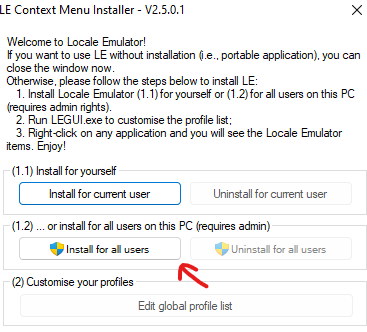 LE Context Menu Installer - V2.5.0.1
Welcome to Locale Emulator!
If you want to use LE without installation (i.e., portable application), you can
close the window now.
Otherwise, please follow the steps below to install LE:
1. Install Locale Emulator (1.1) for yourself or (1.2) for all users on this PC
(requires admin rights).
2. Run LEGUI.exe to customise the profile list;
3. Right-click on any application and you will see the Locale Emulator
items. Enjoy!
(1.1) Install for yourself
Install for current user
Uninstall for current user
(1.2) ... or install for all users on this PC (requires admin)
Install for all users
Uninstall for all users
(2) Customise your profiles
Edit global profile list